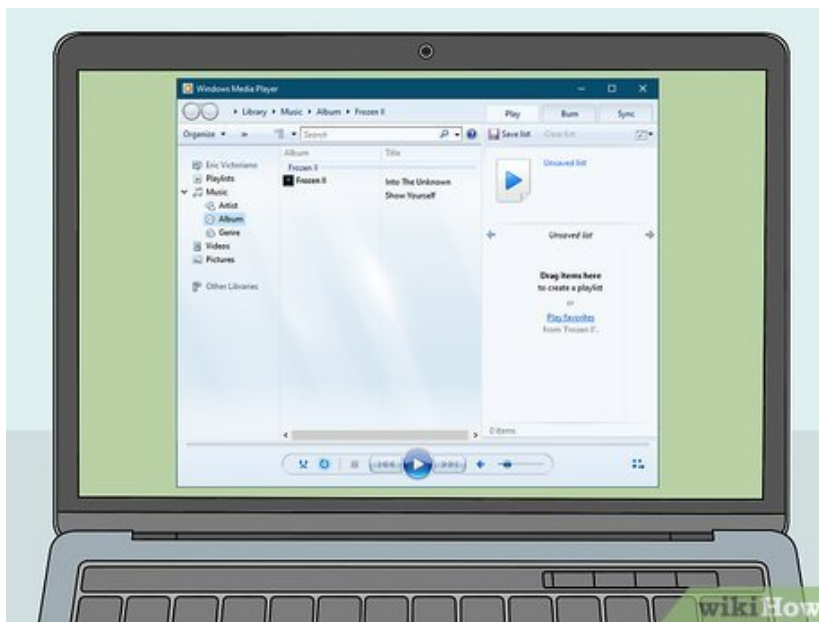 Windows Media Player
Library Music Album Frozen II
Play Burn Sync
Organize Search Save list Clear list
Album Title
Eric Victoriano
Playlists
Music
Artist
Album
Genre
Videos
Pictures
Other Libraries
Frozen II
Frozen II Into The Unknown
Show Yourself
Unsaved list
Unsaved list
Drag items here
to create a playlist
or
Play favorites
from 'Frozen II'.
0 items
wikiHow